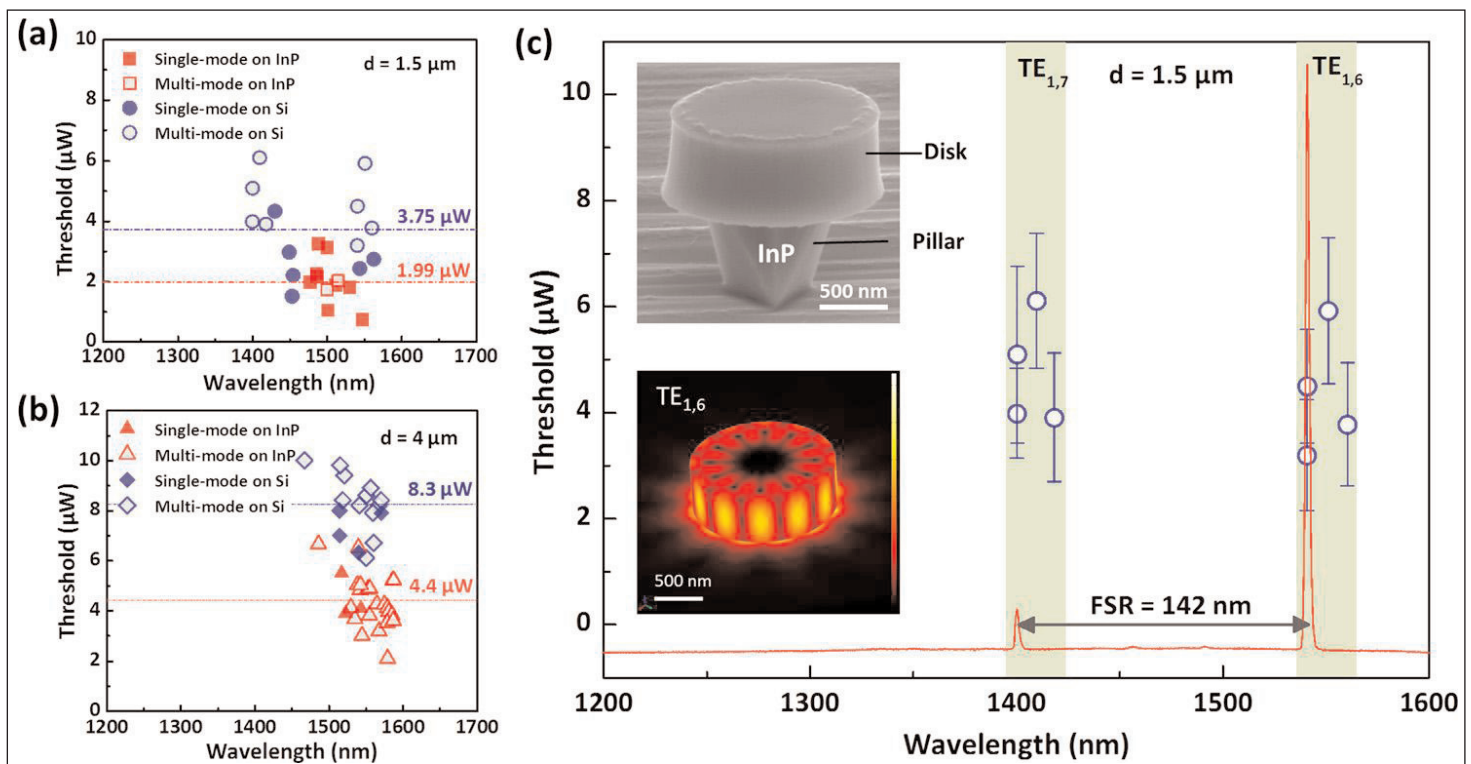 (a)
10
8
6
4
2
0
Threshold (µW)
Single-mode on InP
Multi-mode on InP
Single-mode on Si
Multi-mode on Si
d = 1.5 µm
3.75 µW
1.99 µW
1200 1300 1400 1500 1600 1700
Wavelength (nm)
(b)
12
10
8
6
4
2
0
Threshold (µW)
Single-mode on InP
Multi-mode on InP
Single-mode on Si
Multi-mode on Si
d = 4 µm
8.3 µW
4.4 µW
1200 1300 1400 1500 1600 1700
Wavelength (nm)
(c)
10
8
6
4
2
0
Threshold (µW)
TE1,7
d = 1.5 µm
TE1,6
Disk
Pillar
InP
500 nm
TE1,6
500 nm
FSR = 142 nm
1200 1300 1400 1500 1600
Wavelength (nm)